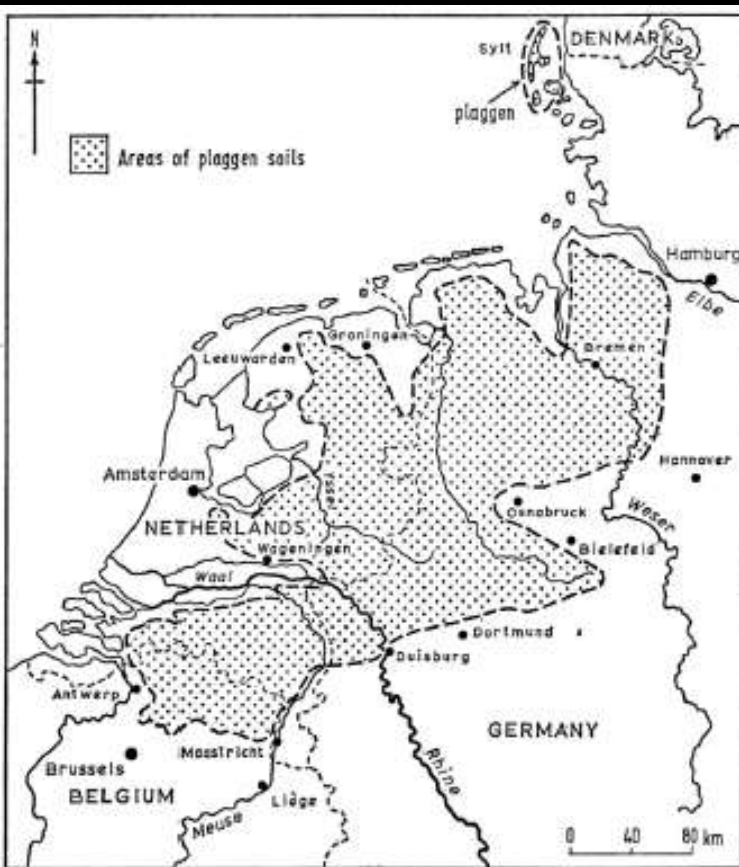 N
Sylt
DENMARK
plaggen
Areas of plaggen soils
Hamburg
Elbe
Groningen
Leeuwarden
Bremen
Hannover
Amsterdam
Yssel
Osnabruck
Weser
NETHERLANDS
Wageningen
Bielefeld
Waal
Dortmund
Duisburg
Antwerp
GERMANY
Maastricht
Brussels
Rhine
BELGIUM
Liège
Meuse
0 40 80 km